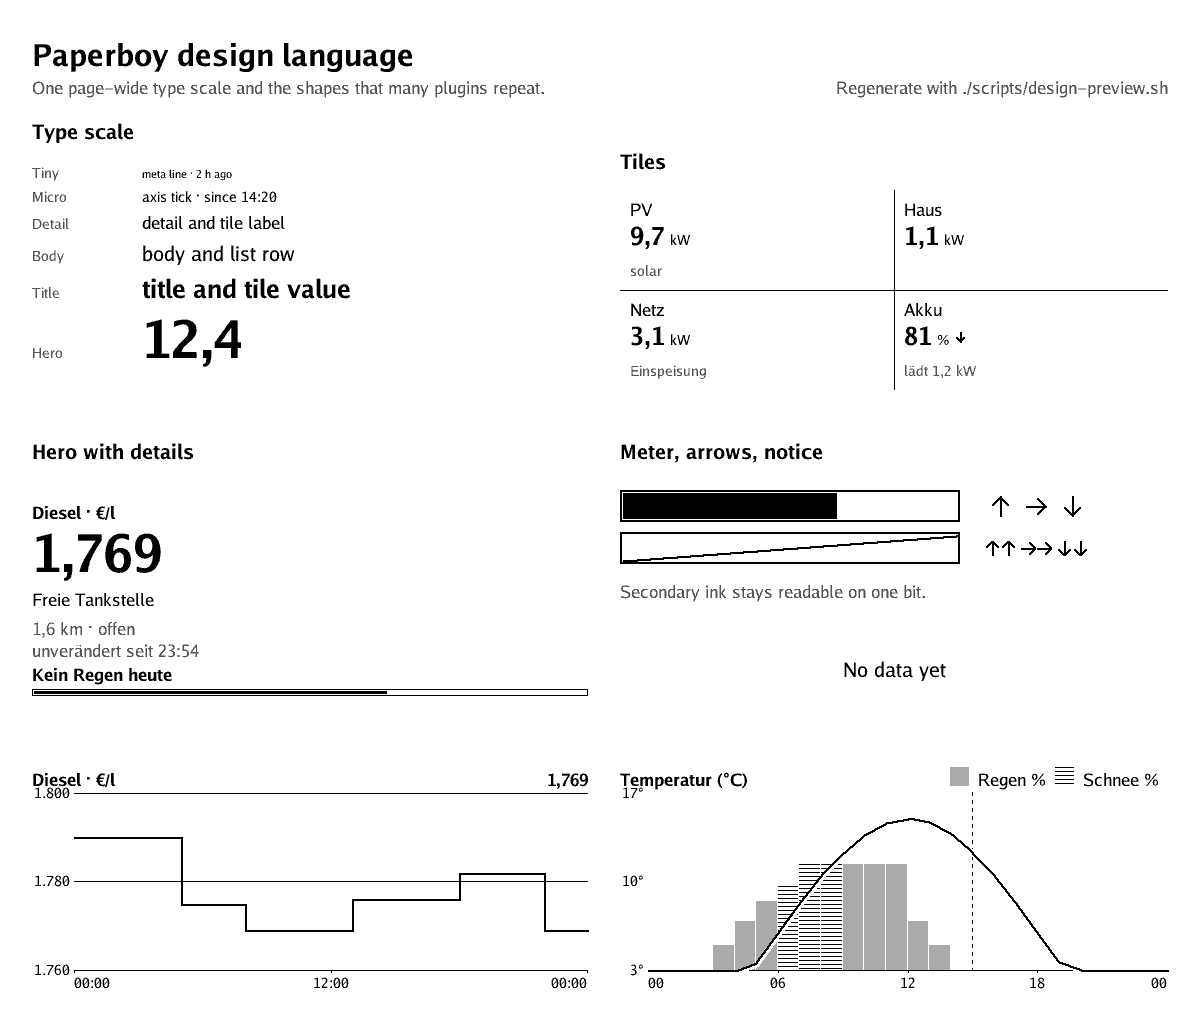 Paperboy design language
One page–wide type scale and the shapes that many plugins repeat.
Regenerate with ./scripts/design–preview.sh
Type scale
Tiny meta line · 2 h ago
Micro axis tick · since 14:20
Detail detail and tile label
Body body and list row
Title title and tile value
Hero 12,4
Tiles
PV
9,7 kW
solar
Haus
1,1 kW
Netz
3,1 kW
Einspeisung
Akku
81 % ↓
lädt 1,2 kW
Hero with details
Diesel · €/l
1,769
Freie Tankstelle
1,6 km · offen
unverändert seit 23:54
Kein Regen heute
Meter, arrows, notice
↑ → ↓
↑↑ →→ ↓↓
Secondary ink stays readable on one bit.
No data yet
Diesel · €/l 1,769
1.800
1.780
1.760
00:00 12:00 00:00
Temperatur (°C) Regen % Schnee %
17°
10°
3°
00 06 12 18 00